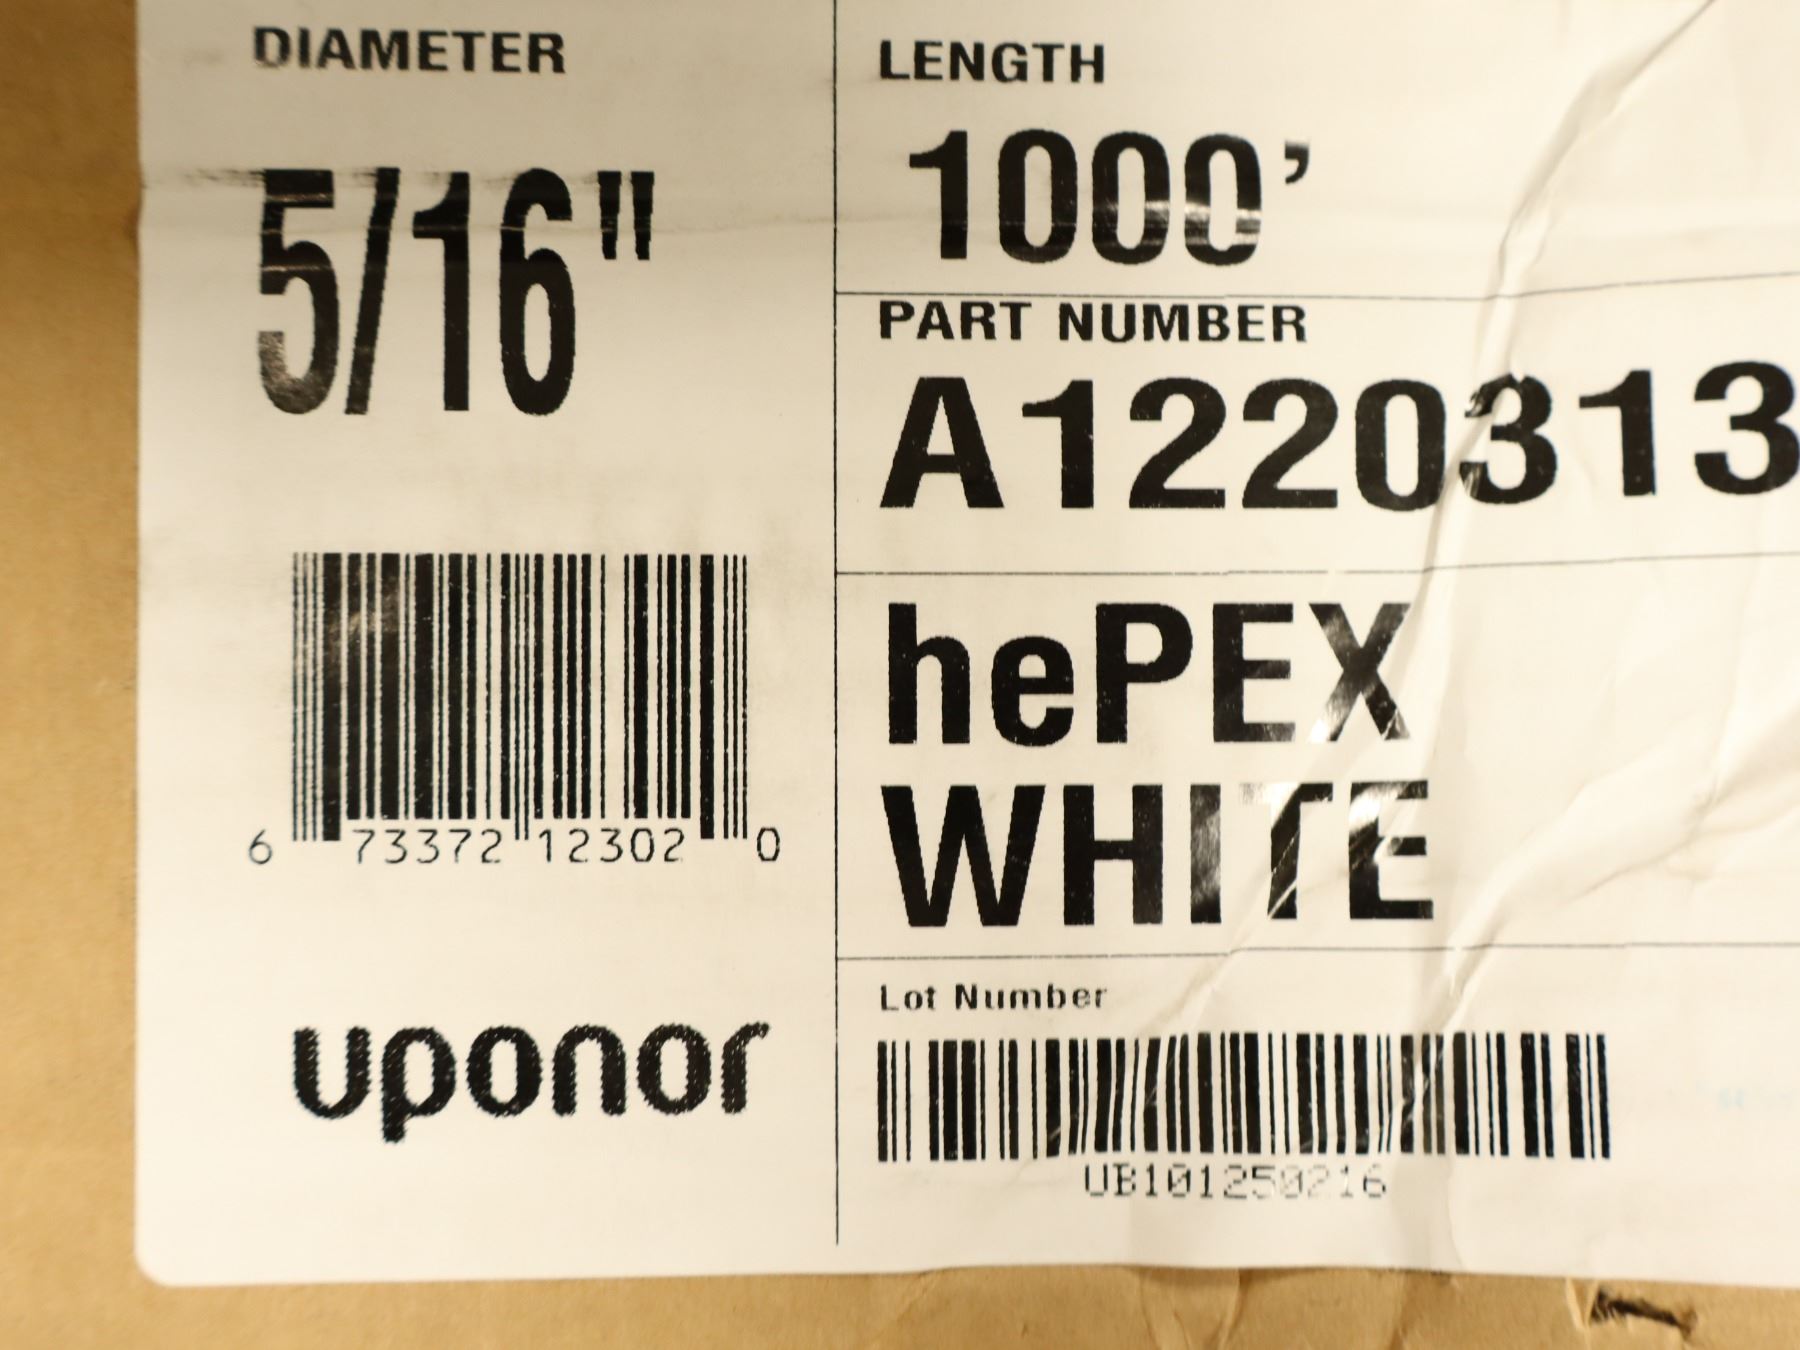 DIAMETER
5/16"
6 73372 12302 0
uponor
LENGTH
1000'
PART NUMBER
A1220313
hePEX
WHITE
Lot Number
UB101250216